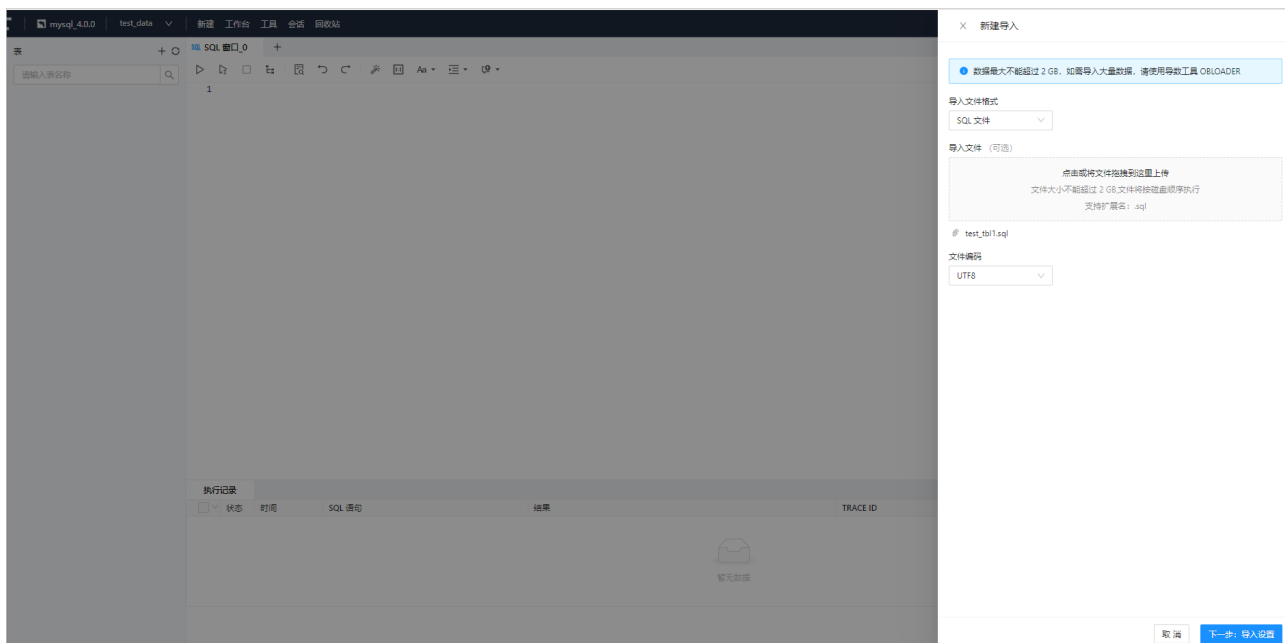 mysql_4.0.0 test_data 新建 工作台 工具 会话 回收站
表
请输入表名称
SQL 窗口_0
Aa
1
执行记录
状态 时间 SQL 语句 结果 TRACE ID
暂无数据
新建导入
数据最大不能超过 2 GB，如需导入大量数据，请使用导数工具 OBLOADER
导入文件格式
SQL 文件
导入文件 (可选)
点击或将文件拖拽到这里上传
文件大小不能超过 2 GB,文件将按磁盘顺序执行
支持扩展名：.sql
test_tbl1.sql
文件编码
UTF8
取 消 下一步：导入设置